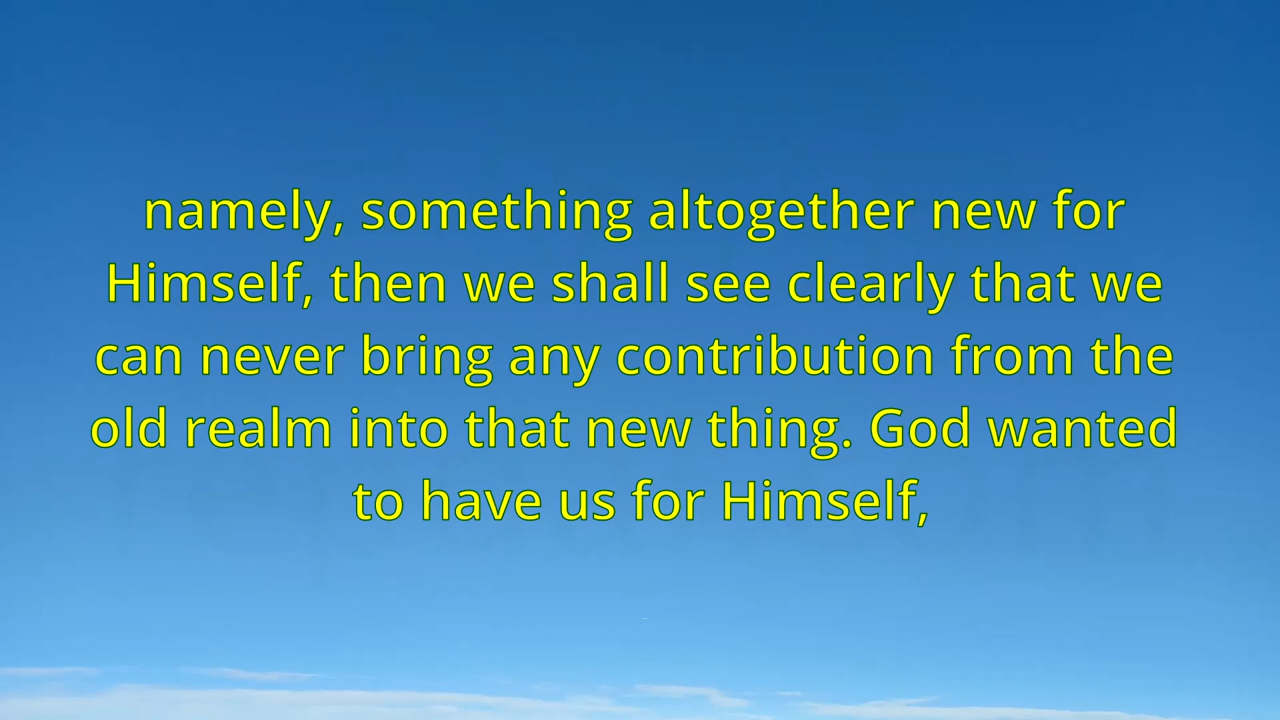 namely, something altogether new for
Himself, then we shall see clearly that we
can never bring any contribution from the
old realm into that new thing. God wanted
to have us for Himself,